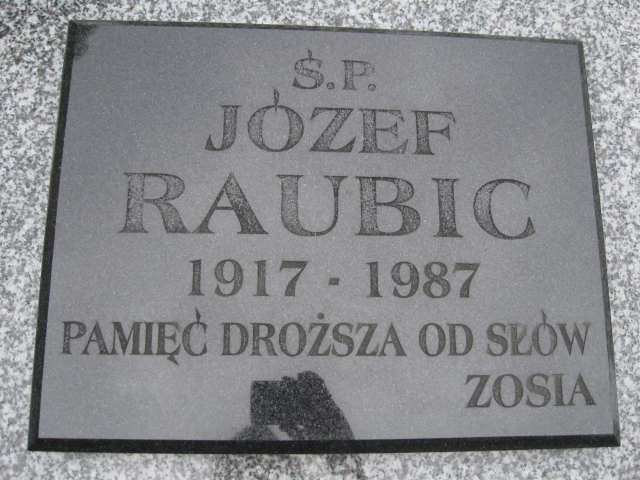 Ś.P.
JÓZEF
RAUBIC
1917 - 1987
PAMIĘĆ DROŻSZA OD SŁÓW
ZOSIA